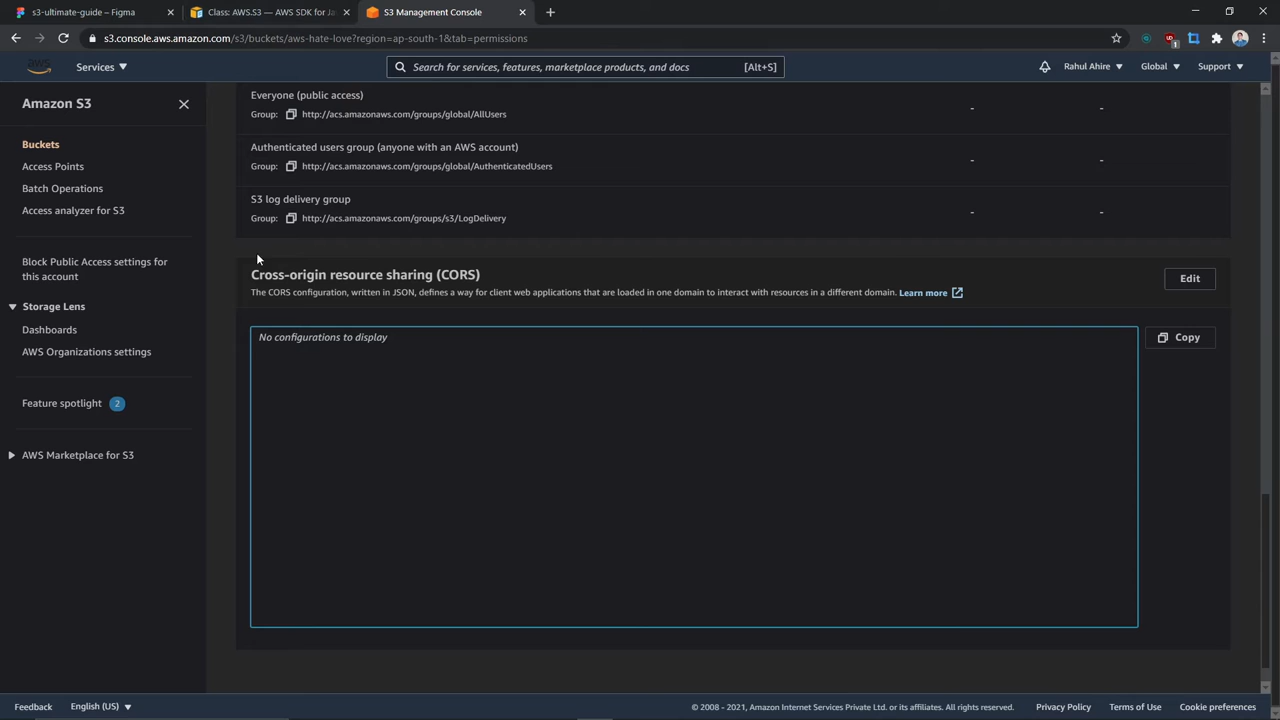 s3-ultimate-guide – Figma
Class: AWS.S3 — AWS SDK for Ja
S3 Management Console
s3.console.aws.amazon.com/s3/buckets/aws-hate-love?region=ap-south-1&tab=permissions
1
aws
Services
Search for services, features, marketplace products, and docs
[Alt+S]
Rahul Ahire
Global
Support
Amazon S3
Buckets
Access Points
Batch Operations
Access analyzer for S3
Block Public Access settings for
this account
Storage Lens
Dashboards
AWS Organizations settings
Feature spotlight 2
AWS Marketplace for S3
Everyone (public access)
Group: http://acs.amazonaws.com/groups/global/AllUsers
- -
Authenticated users group (anyone with an AWS account)
Group: http://acs.amazonaws.com/groups/global/AuthenticatedUsers
- -
S3 log delivery group
Group: http://acs.amazonaws.com/groups/s3/LogDelivery
- -
Cross-origin resource sharing (CORS)
The CORS configuration, written in JSON, defines a way for client web applications that are loaded in one domain to interact with resources in a different domain. Learn more
Edit
No configurations to display
Copy
Feedback
English (US)
© 2008 - 2021, Amazon Internet Services Private Ltd. or its affiliates. All rights reserved.
Privacy Policy
Terms of Use
Cookie preferences